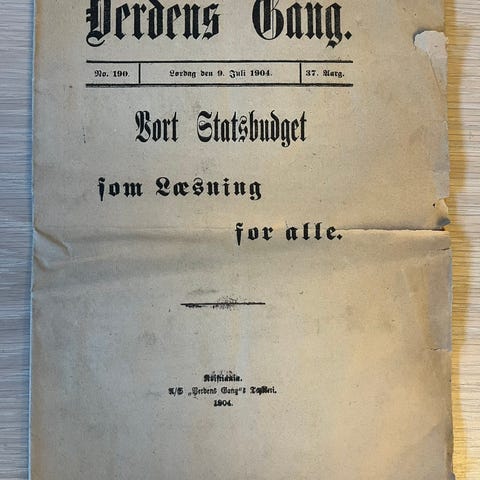 Verdens Gang.
No. 190. Lørdag den 9. Juli 1904. 37. Aarg.
Vort Statsbudget
som Læsning
for alle.
Kristiania.
A/S „Verdens Gang“s Trykkeri.
1904.